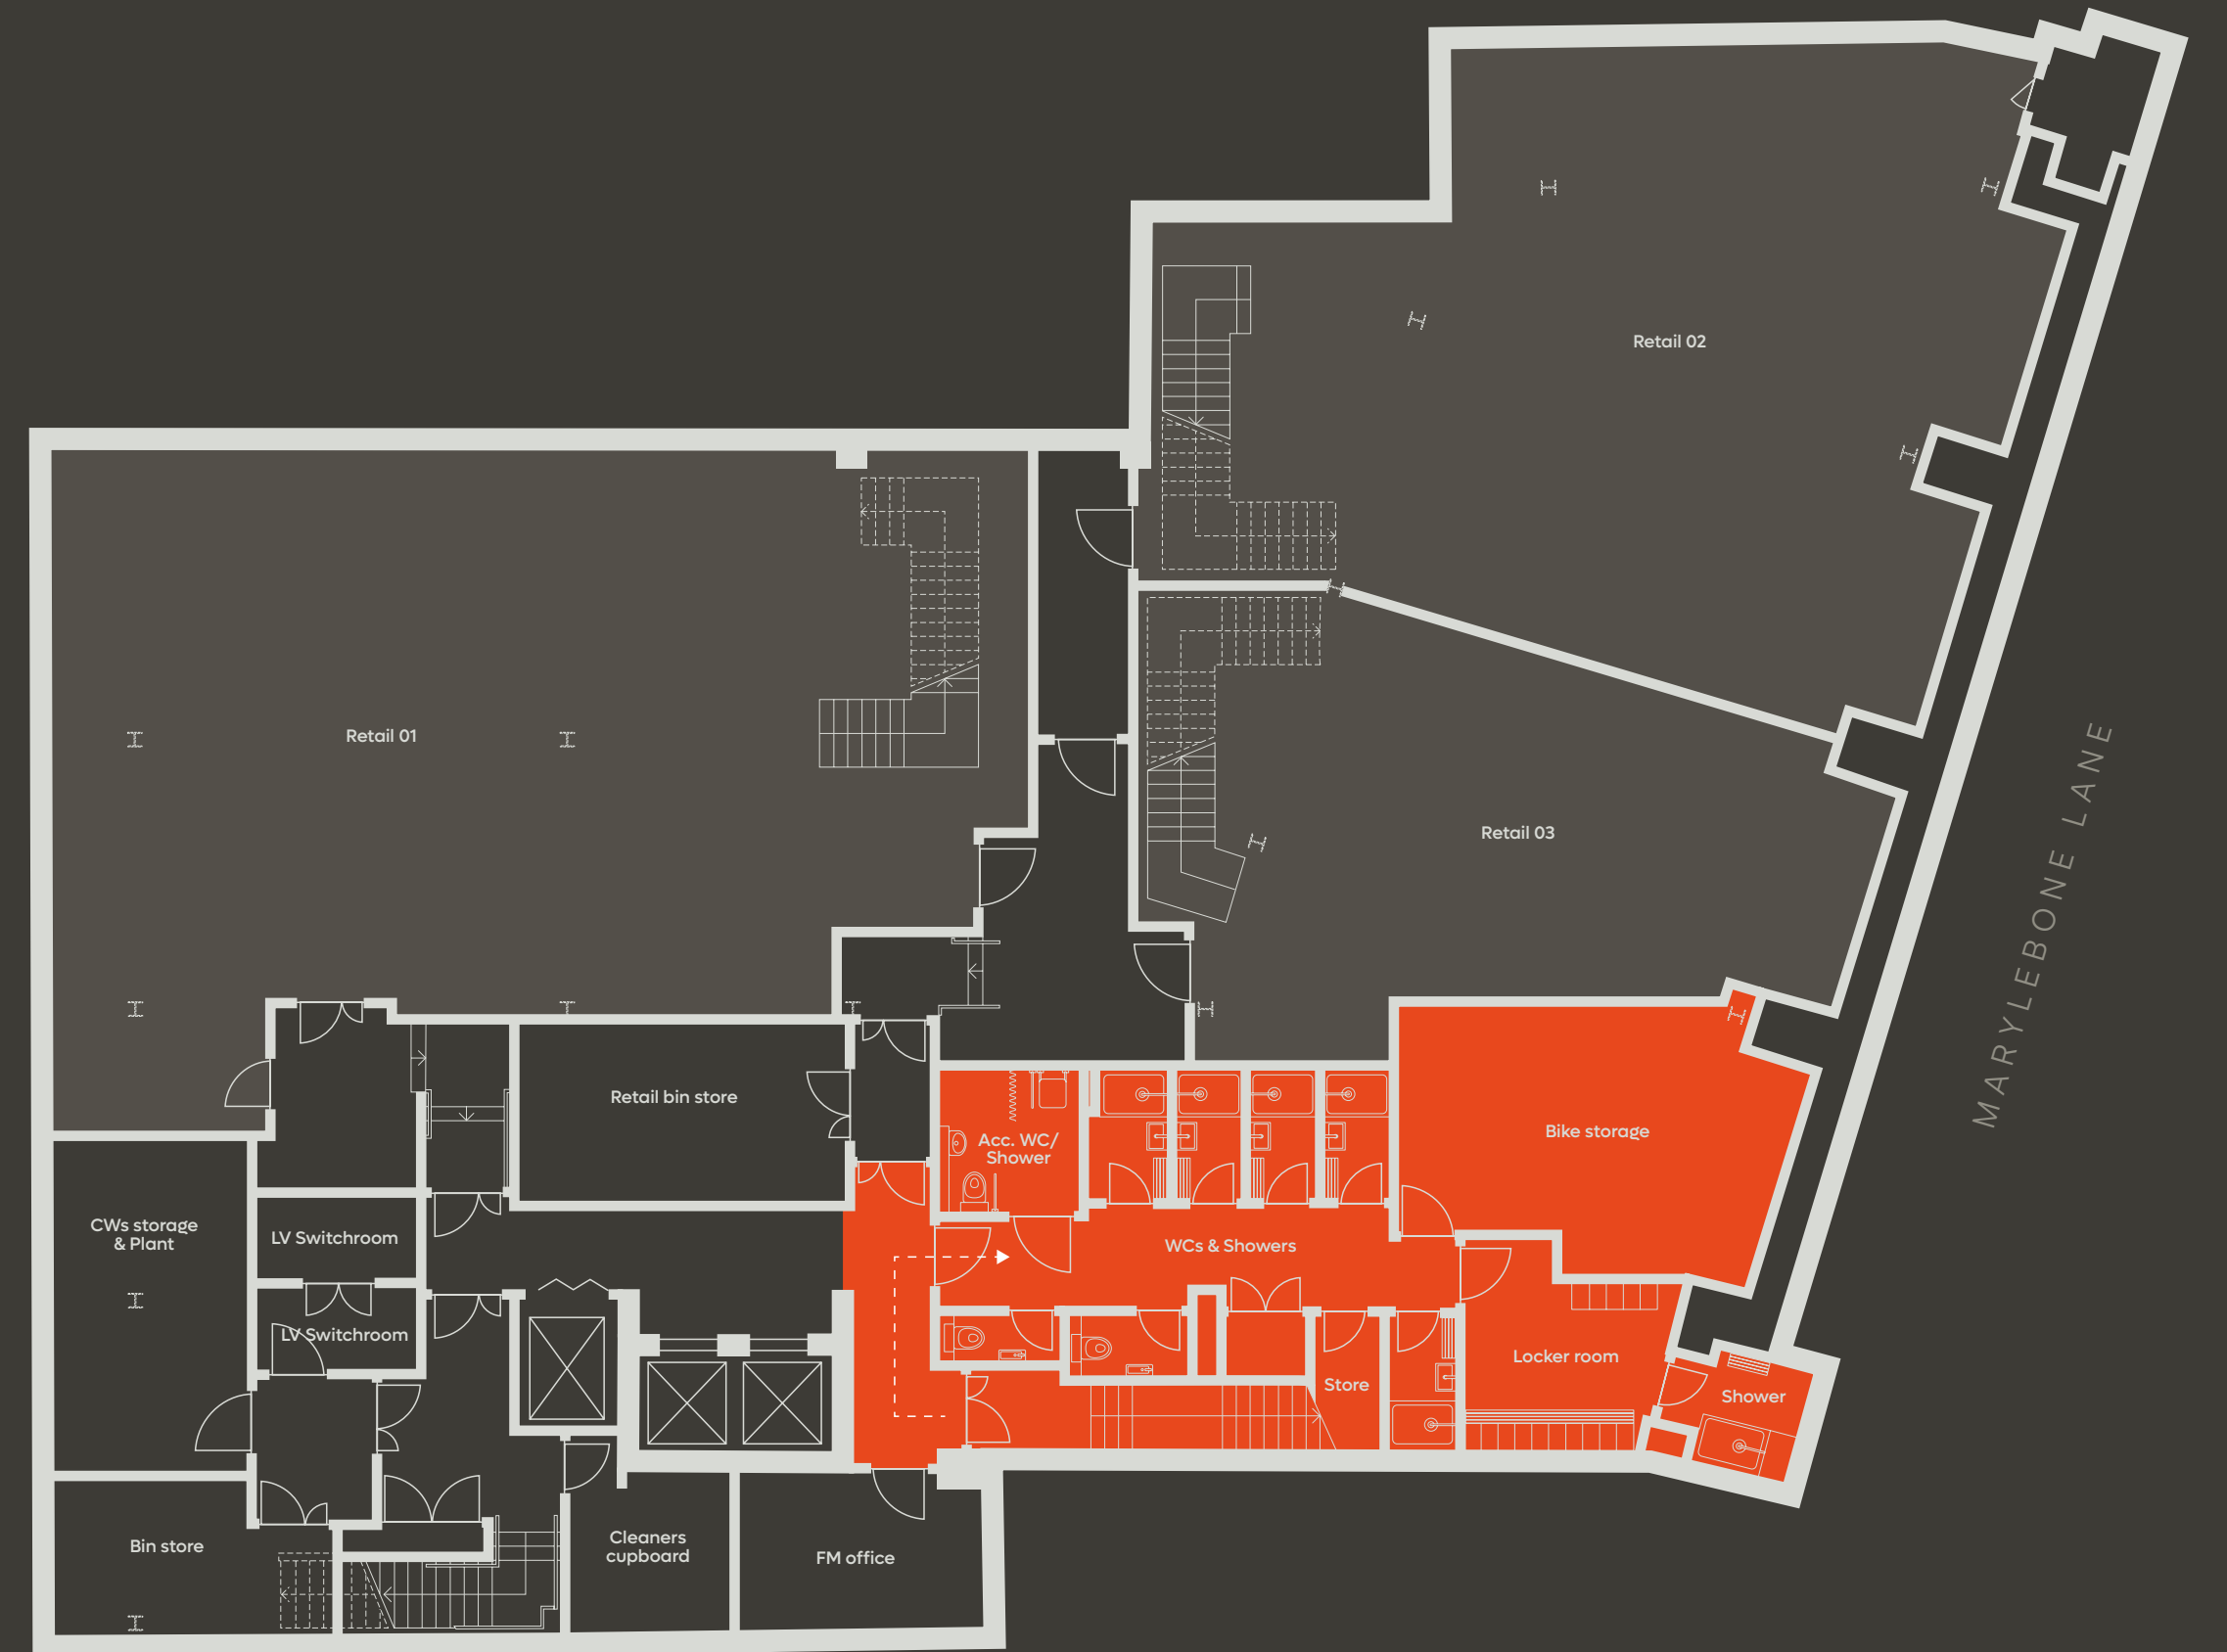 Retail 02
Retail 01
MARYLEBONE LANE
Retail 03
Retail bin store
Acc. WC/
Shower
Bike storage
CWs storage
& Plant
LV Switchroom
WCs & Showers
LV Switchroom
Locker room
Store
Shower
Bin store
Cleaners
cupboard
FM office